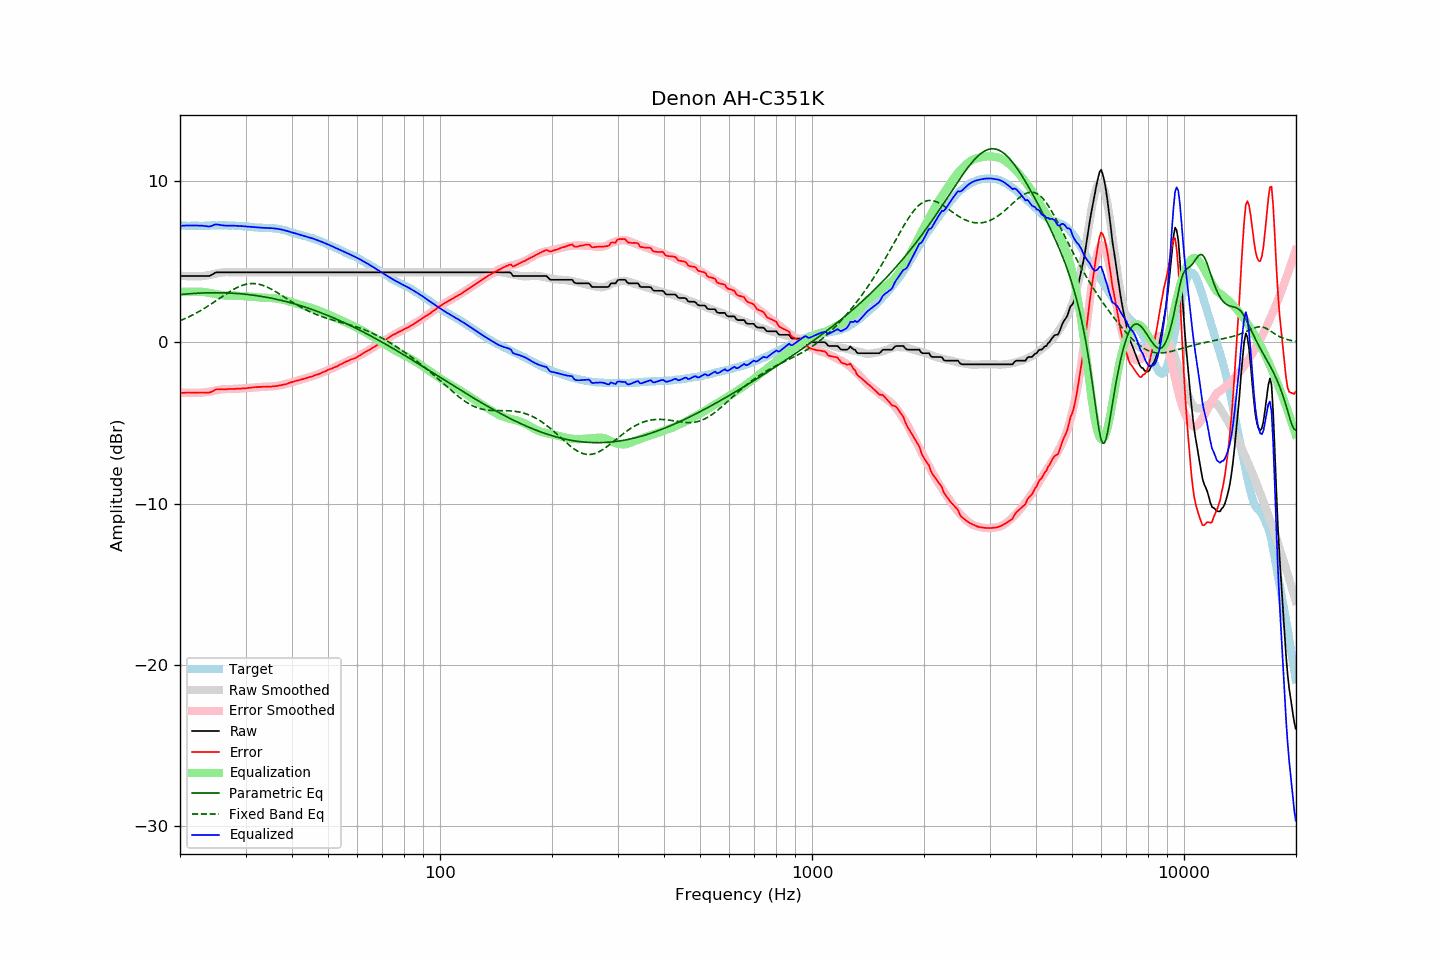 Denon AH-C351K
10
0
−10
−20
−30
Amplitude (dBr)
Target
Raw Smoothed
Error Smoothed
Raw
Error
Equalization
Parametric Eq
Fixed Band Eq
Equalized
100
1000
10000
Frequency (Hz)